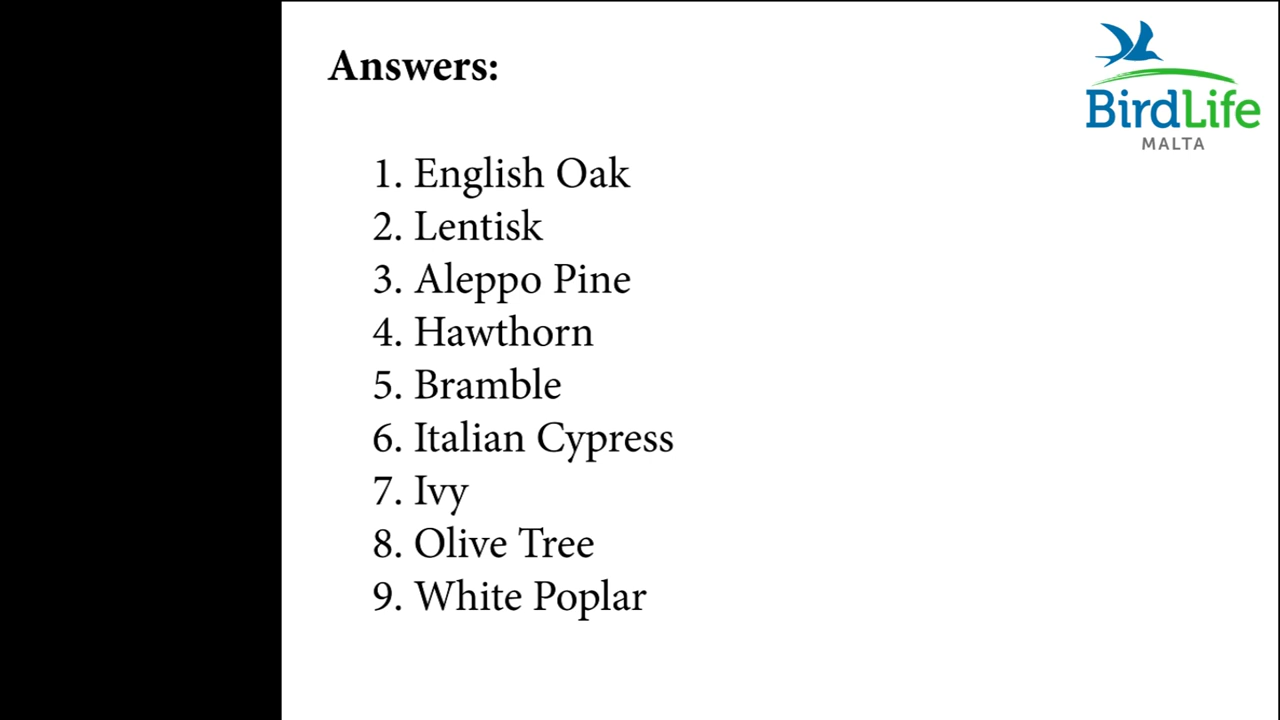 Answers:
BirdLife
MALTA
1. English Oak
2. Lentisk
3. Aleppo Pine
4. Hawthorn
5. Bramble
6. Italian Cypress
7. Ivy
8. Olive Tree
9. White Poplar